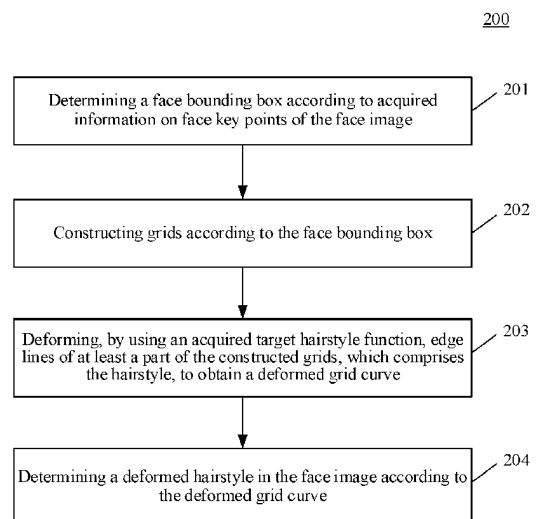 200
Determining a face bounding box according to acquired
information on face key points of the face image
201
Constructing grids according to the face bounding box
202
Deforming, by using an acquired target hairstyle function, edge
lines of at least a part of the constructed grids, which comprises
the hairstyle, to obtain a deformed grid curve
203
Determining a deformed hairstyle in the face image according to
the deformed grid curve
204